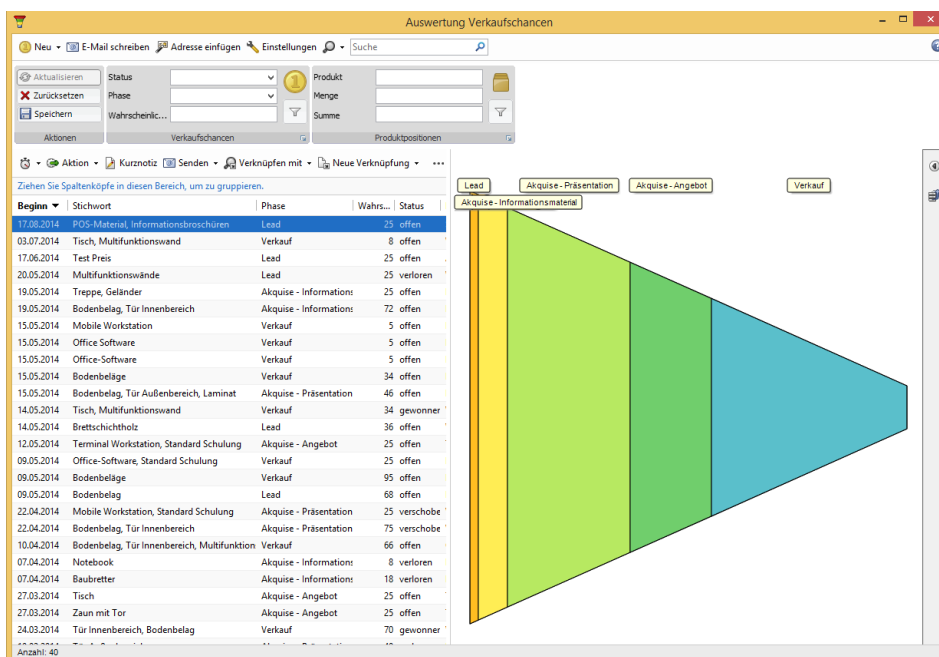 Auswertung Verkaufschancen
Neu E-Mail schreiben Adresse einfügen Einstellungen Suche
Aktualisieren
Zurücksetzen
Speichern
Aktionen
Status
Phase
Wahrscheinlic...
Verkaufschancen
Produkt
Menge
Summe
Produktpositionen
Aktion Kurznotiz Senden Verknüpfen mit Neue Verknüpfung ...
Ziehen Sie Spaltenköpfe in diesen Bereich, um zu gruppieren.
Beginn Stichwort Phase Wahrs... Status
17.08.2014 POS-Material, Informationsbroschüren Lead 25 offen
03.07.2014 Tisch, Multifunktionswand Verkauf 8 offen
17.06.2014 Test Preis Lead 25 offen
20.05.2014 Multifunktionswände Lead 25 verloren
19.05.2014 Treppe, Geländer Akquise - Informations 25 offen
19.05.2014 Bodenbelag, Tür Innenbereich Akquise - Informations 72 offen
15.05.2014 Mobile Workstation Verkauf 5 offen
15.05.2014 Office Software Verkauf 5 offen
15.05.2014 Office-Software Verkauf 5 offen
15.05.2014 Bodenbeläge Verkauf 34 offen
15.05.2014 Bodenbelag, Tür Außenbereich, Laminat Akquise - Präsentation 46 offen
14.05.2014 Tisch, Multifunktionswand Verkauf 34 gewonner
14.05.2014 Brettschichtholz Lead 36 offen
12.05.2014 Terminal Workstation, Standard Schulung Akquise - Angebot 25 offen
09.05.2014 Office-Software, Standard Schulung Verkauf 25 offen
09.05.2014 Bodenbeläge Verkauf 95 offen
09.05.2014 Bodenbelag Lead 68 offen
22.04.2014 Mobile Workstation, Standard Schulung Akquise - Präsentation 25 verschobe
22.04.2014 Bodenbelag, Tür Innenbereich Akquise - Präsentation 75 verschobe
10.04.2014 Bodenbelag, Tür Innenbereich, Multifunktion Verkauf 66 offen
07.04.2014 Notebook Akquise - Informations 8 verloren
07.04.2014 Baubretter Akquise - Informations 18 verloren
27.03.2014 Tisch Akquise - Angebot 25 offen
27.03.2014 Zaun mit Tor Akquise - Angebot 25 offen
24.03.2014 Tür Innenbereich, Bodenbelag Verkauf 70 gewonner
Anzahl: 40
Lead Akquise - Präsentation Akquise - Angebot Verkauf
Akquise - Informationsmaterial